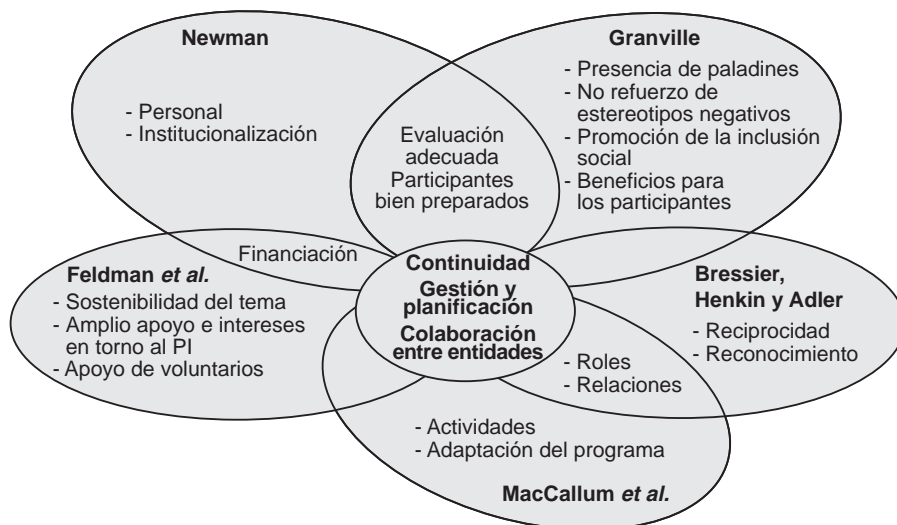 Newman
- Personal
- Institucionalización
Evaluación
adecuada
Participantes
bien preparados
Granville
- Presencia de paladines
- No refuerzo de
estereotipos negativos
- Promoción de la inclusión
social
- Beneficios para
los participantes
Financiación
Feldman et al.
- Sostenibilidad del tema
- Amplio apoyo e intereses
en torno al PI
- Apoyo de voluntarios
Continuidad
Gestión y
planificación
Colaboración
entre entidades
Bressier,
Henkin y Adler
- Reciprocidad
- Reconocimiento
- Roles
- Relaciones
- Actividades
- Adaptación del programa
MacCallum et al.